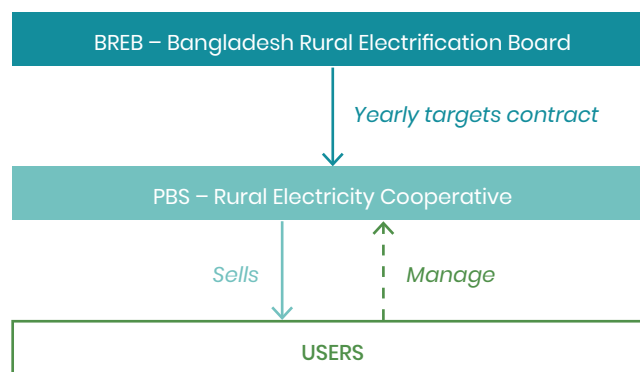 BREB – Bangladesh Rural Electrification Board
Yearly targets contract
PBS – Rural Electricity Cooperative
Sells
Manage
USERS